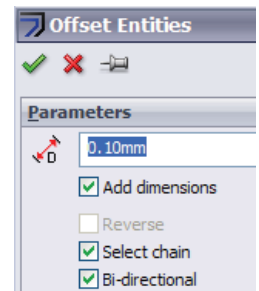 Offset Entities
Parameters
D
0.10mm
Add dimensions
Reverse
Select chain
Bi-directional